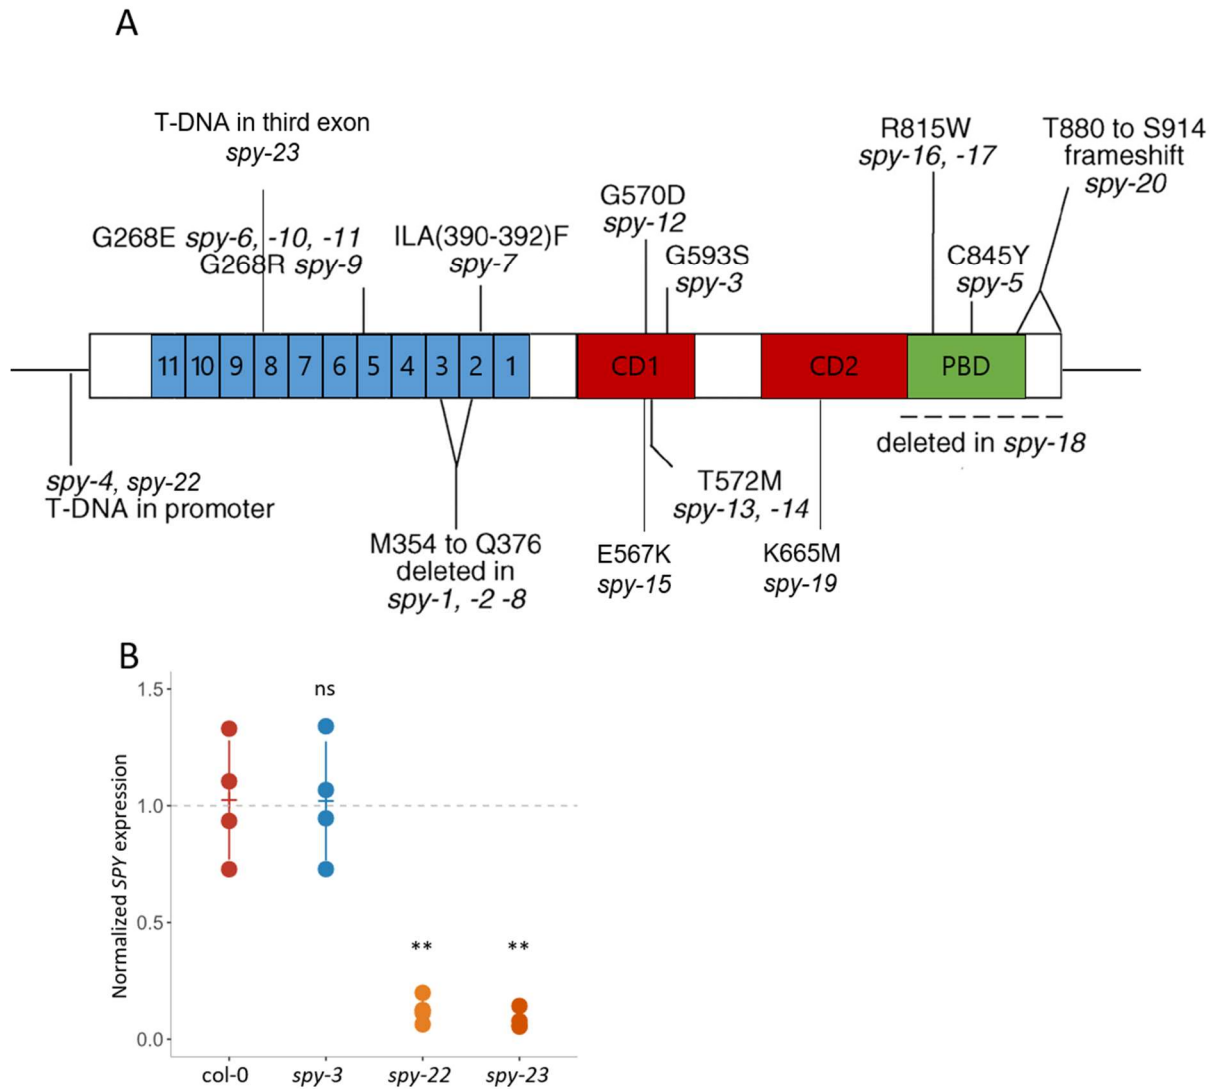 A
T-DNA in third exon
spy-23
R815W
spy-16, -17
T880 to S914
frameshift
spy-20
G570D
spy-12
G268E spy-6, -10, -11
G268R spy-9
ILA(390-392)F
spy-7
G593S
spy-3
C845Y
spy-5
11 10 9 8 7 6 5 4 3 2 1 CD1 CD2 PBD
deleted in spy-18
spy-4, spy-22
T-DNA in promoter
T572M
spy-13, -14
M354 to Q376
deleted in
spy-1, -2 -8
E567K
spy-15
K665M
spy-19
B
Normalized SPY expression
1.5
1.0
0.5
0.0
ns
**
**
col-0 spy-3 spy-22 spy-23